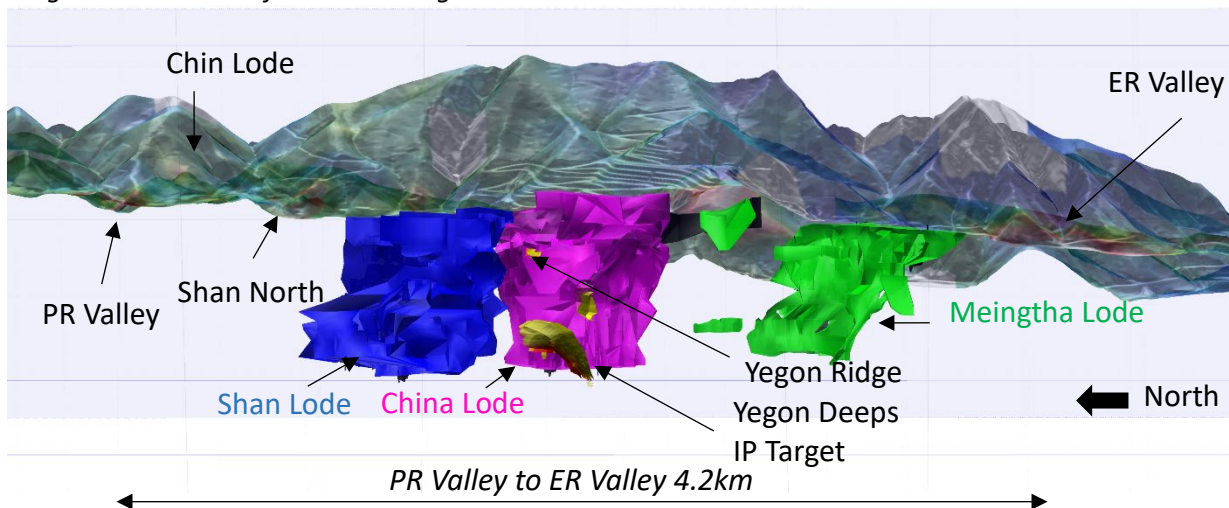 Chin Lode
ER Valley
PR Valley
Shan North
Meingtha Lode
Shan Lode
China Lode
Yegon Ridge
Yegon Deeps
IP Target
North
PR Valley to ER Valley 4.2km